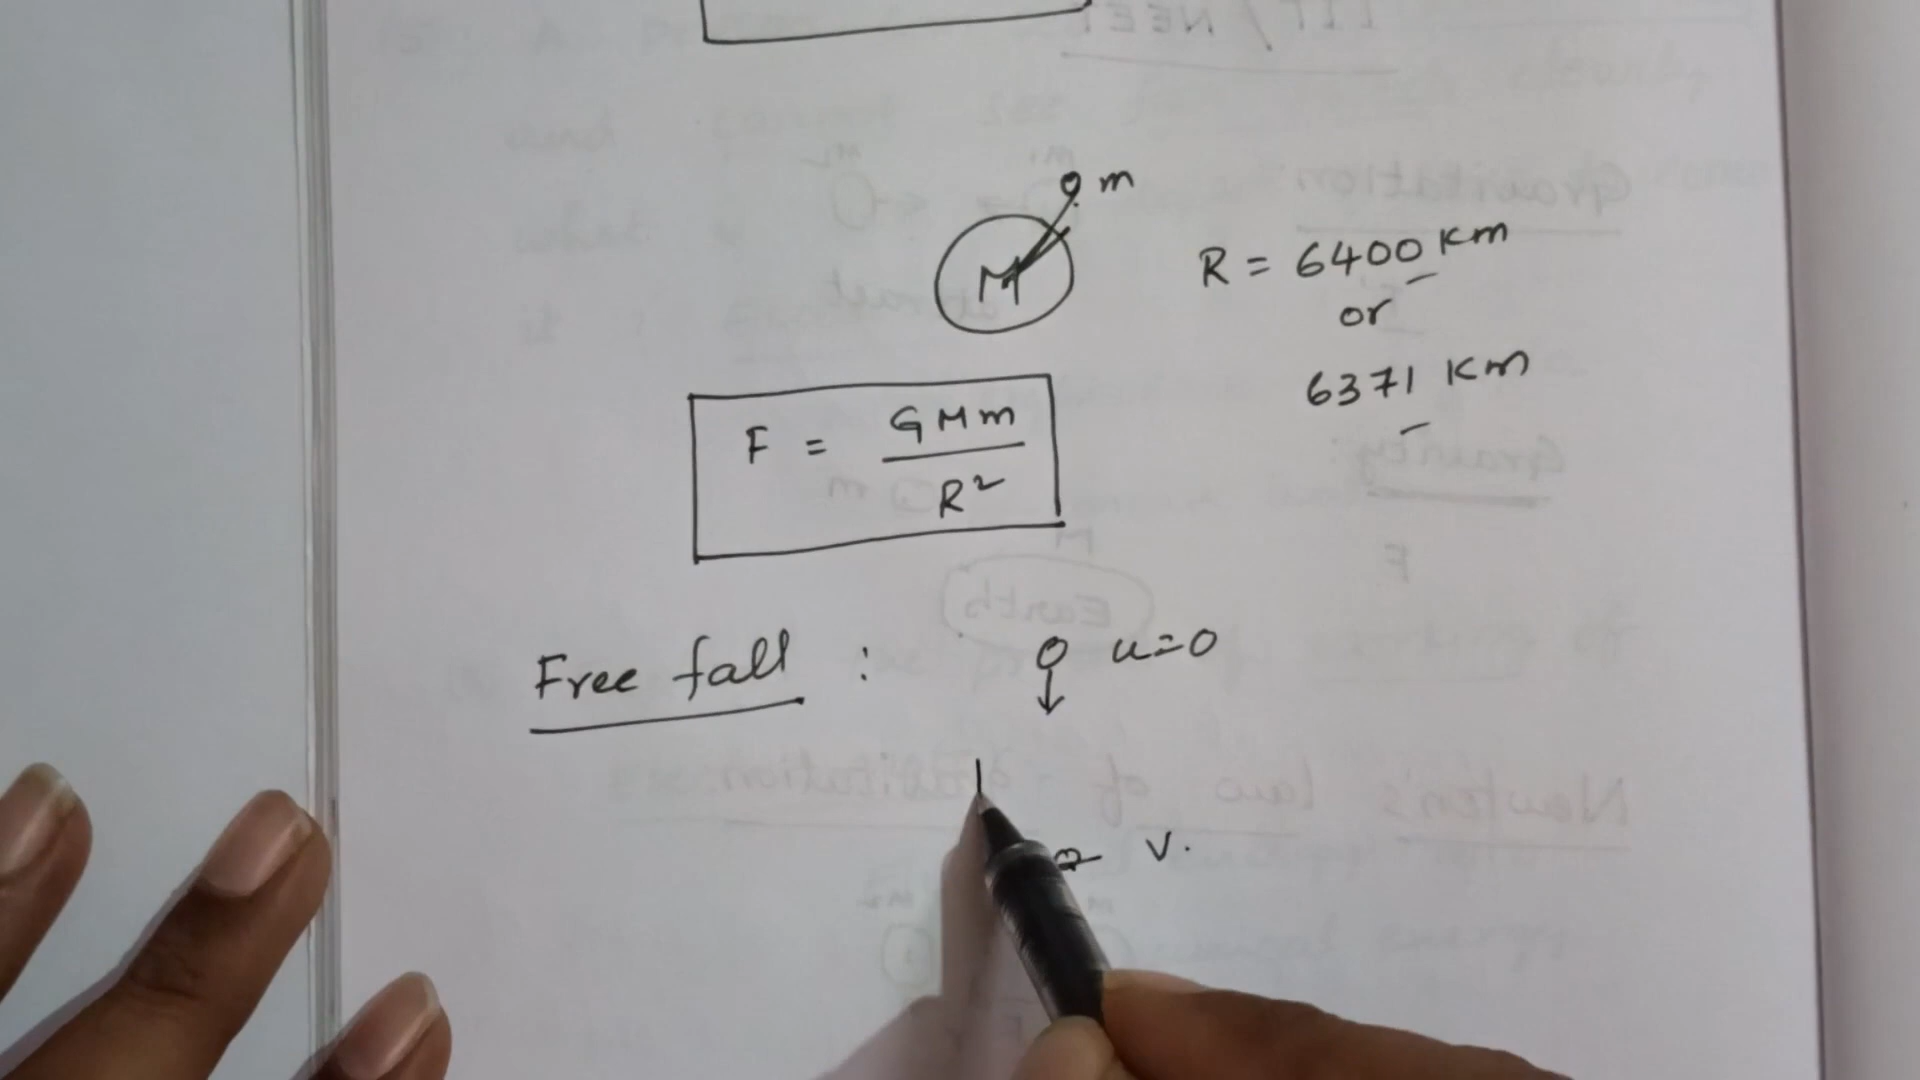 m
M
R = 6400 Km
or
6371 Km
F = GMm / R²
Free fall : u=0
v.